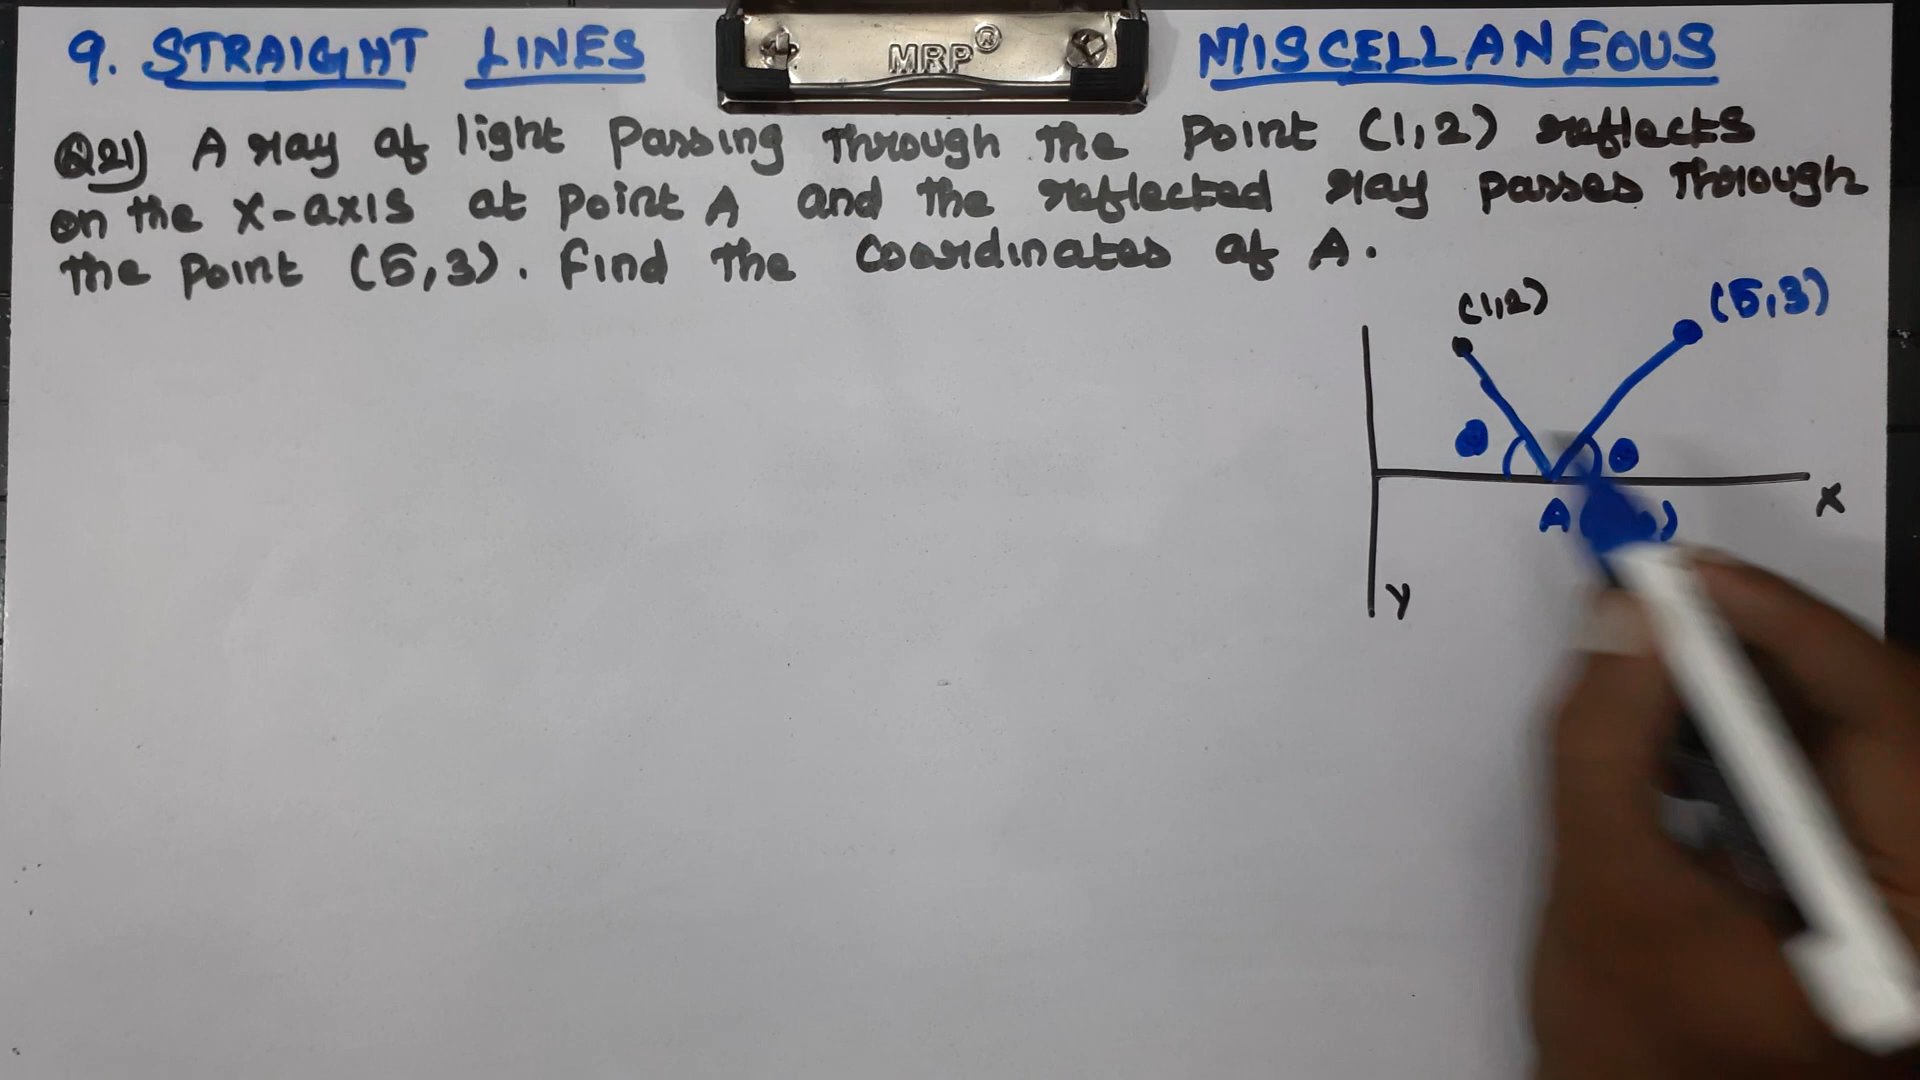 9. STRAIGHT LINES
MRP®
MISCELLANEOUS
Q21) A ray of light passing through the point (1,2) reflects
on the x-axis at point A and the reflected ray passes through
the point (5,3). Find the coordinates of A.
(1,2)
(5,3)
θ
θ
A
x
y